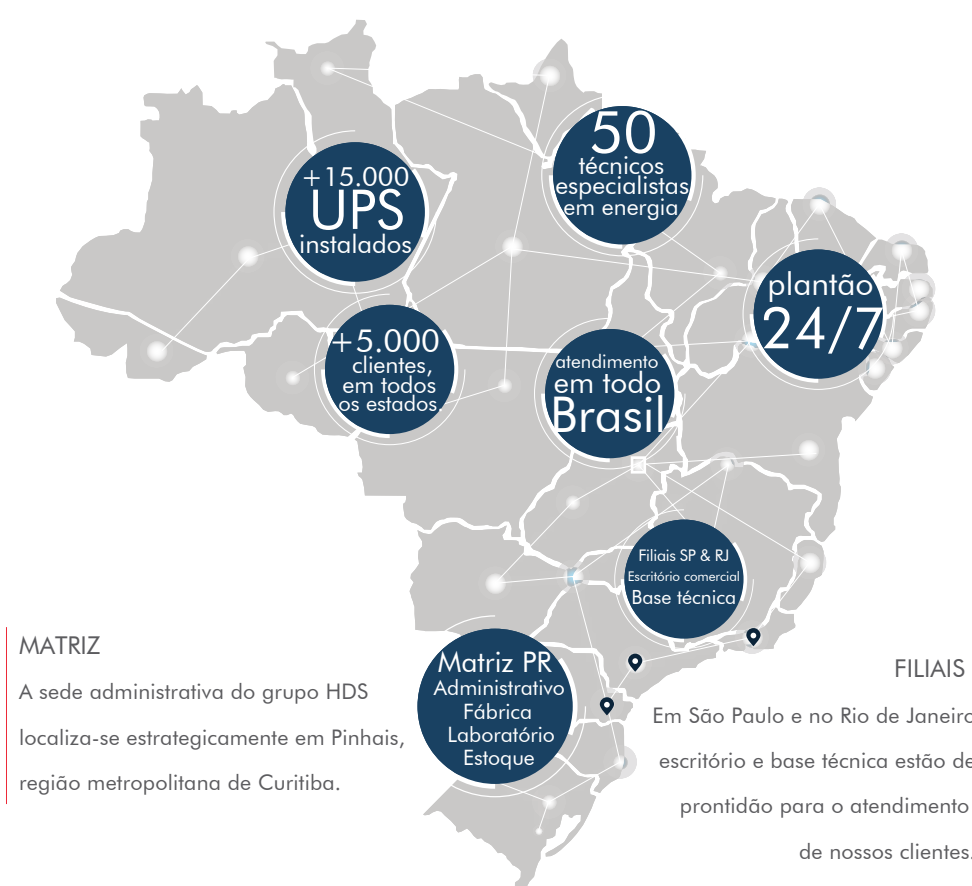 50
técnicos
especialistas
em energia
+15.000
UPS
instalados
plantão
24/7
+5.000
clientes,
em todos
os estados.
atendimento
em todo
Brasil
Filiais SP & RJ
Escritório comercial
Base técnica
MATRIZ
A sede administrativa do grupo HDS
localiza-se estrategicamente em Pinhais,
região metropolitana de Curitiba.
Matriz PR
Administrativo
Fábrica
Laboratório
Estoque
FILIAIS
Em São Paulo e no Rio de Janeiro
escritório e base técnica estão de
prontidão para o atendimento
de nossos clientes.